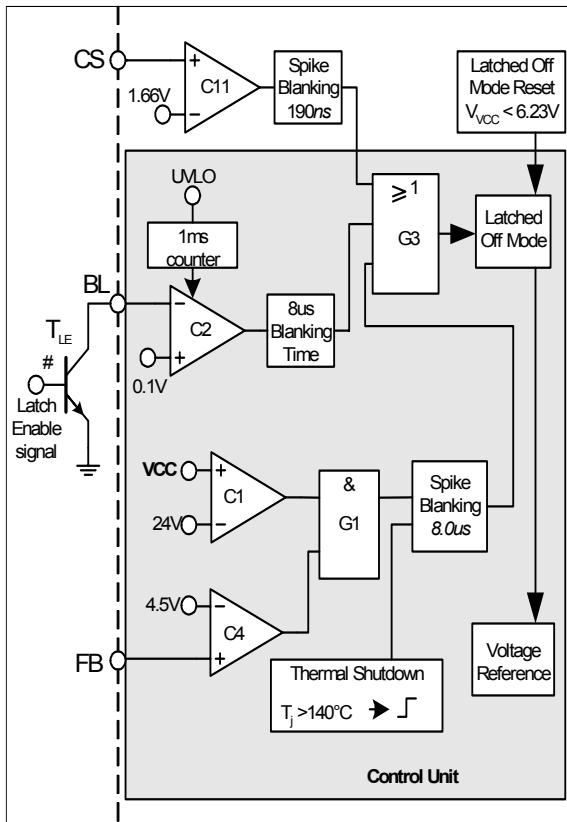 CS
+
C11
−
1.66V
Spike
Blanking
190ns
Latched Off
Mode Reset
V_VCC < 6.23V
UVLO
1ms
counter
⩾1
G3
Latched
Off Mode
BL
−
C2
+
0.1V
8us
Blanking
Time
T_LE
#
Latch
Enable
signal
VCC
+
C1
−
24V
&
G1
Spike
Blanking
8.0us
4.5V
−
C4
+
FB
Thermal Shutdown
T_j >140°C
Voltage
Reference
Control Unit